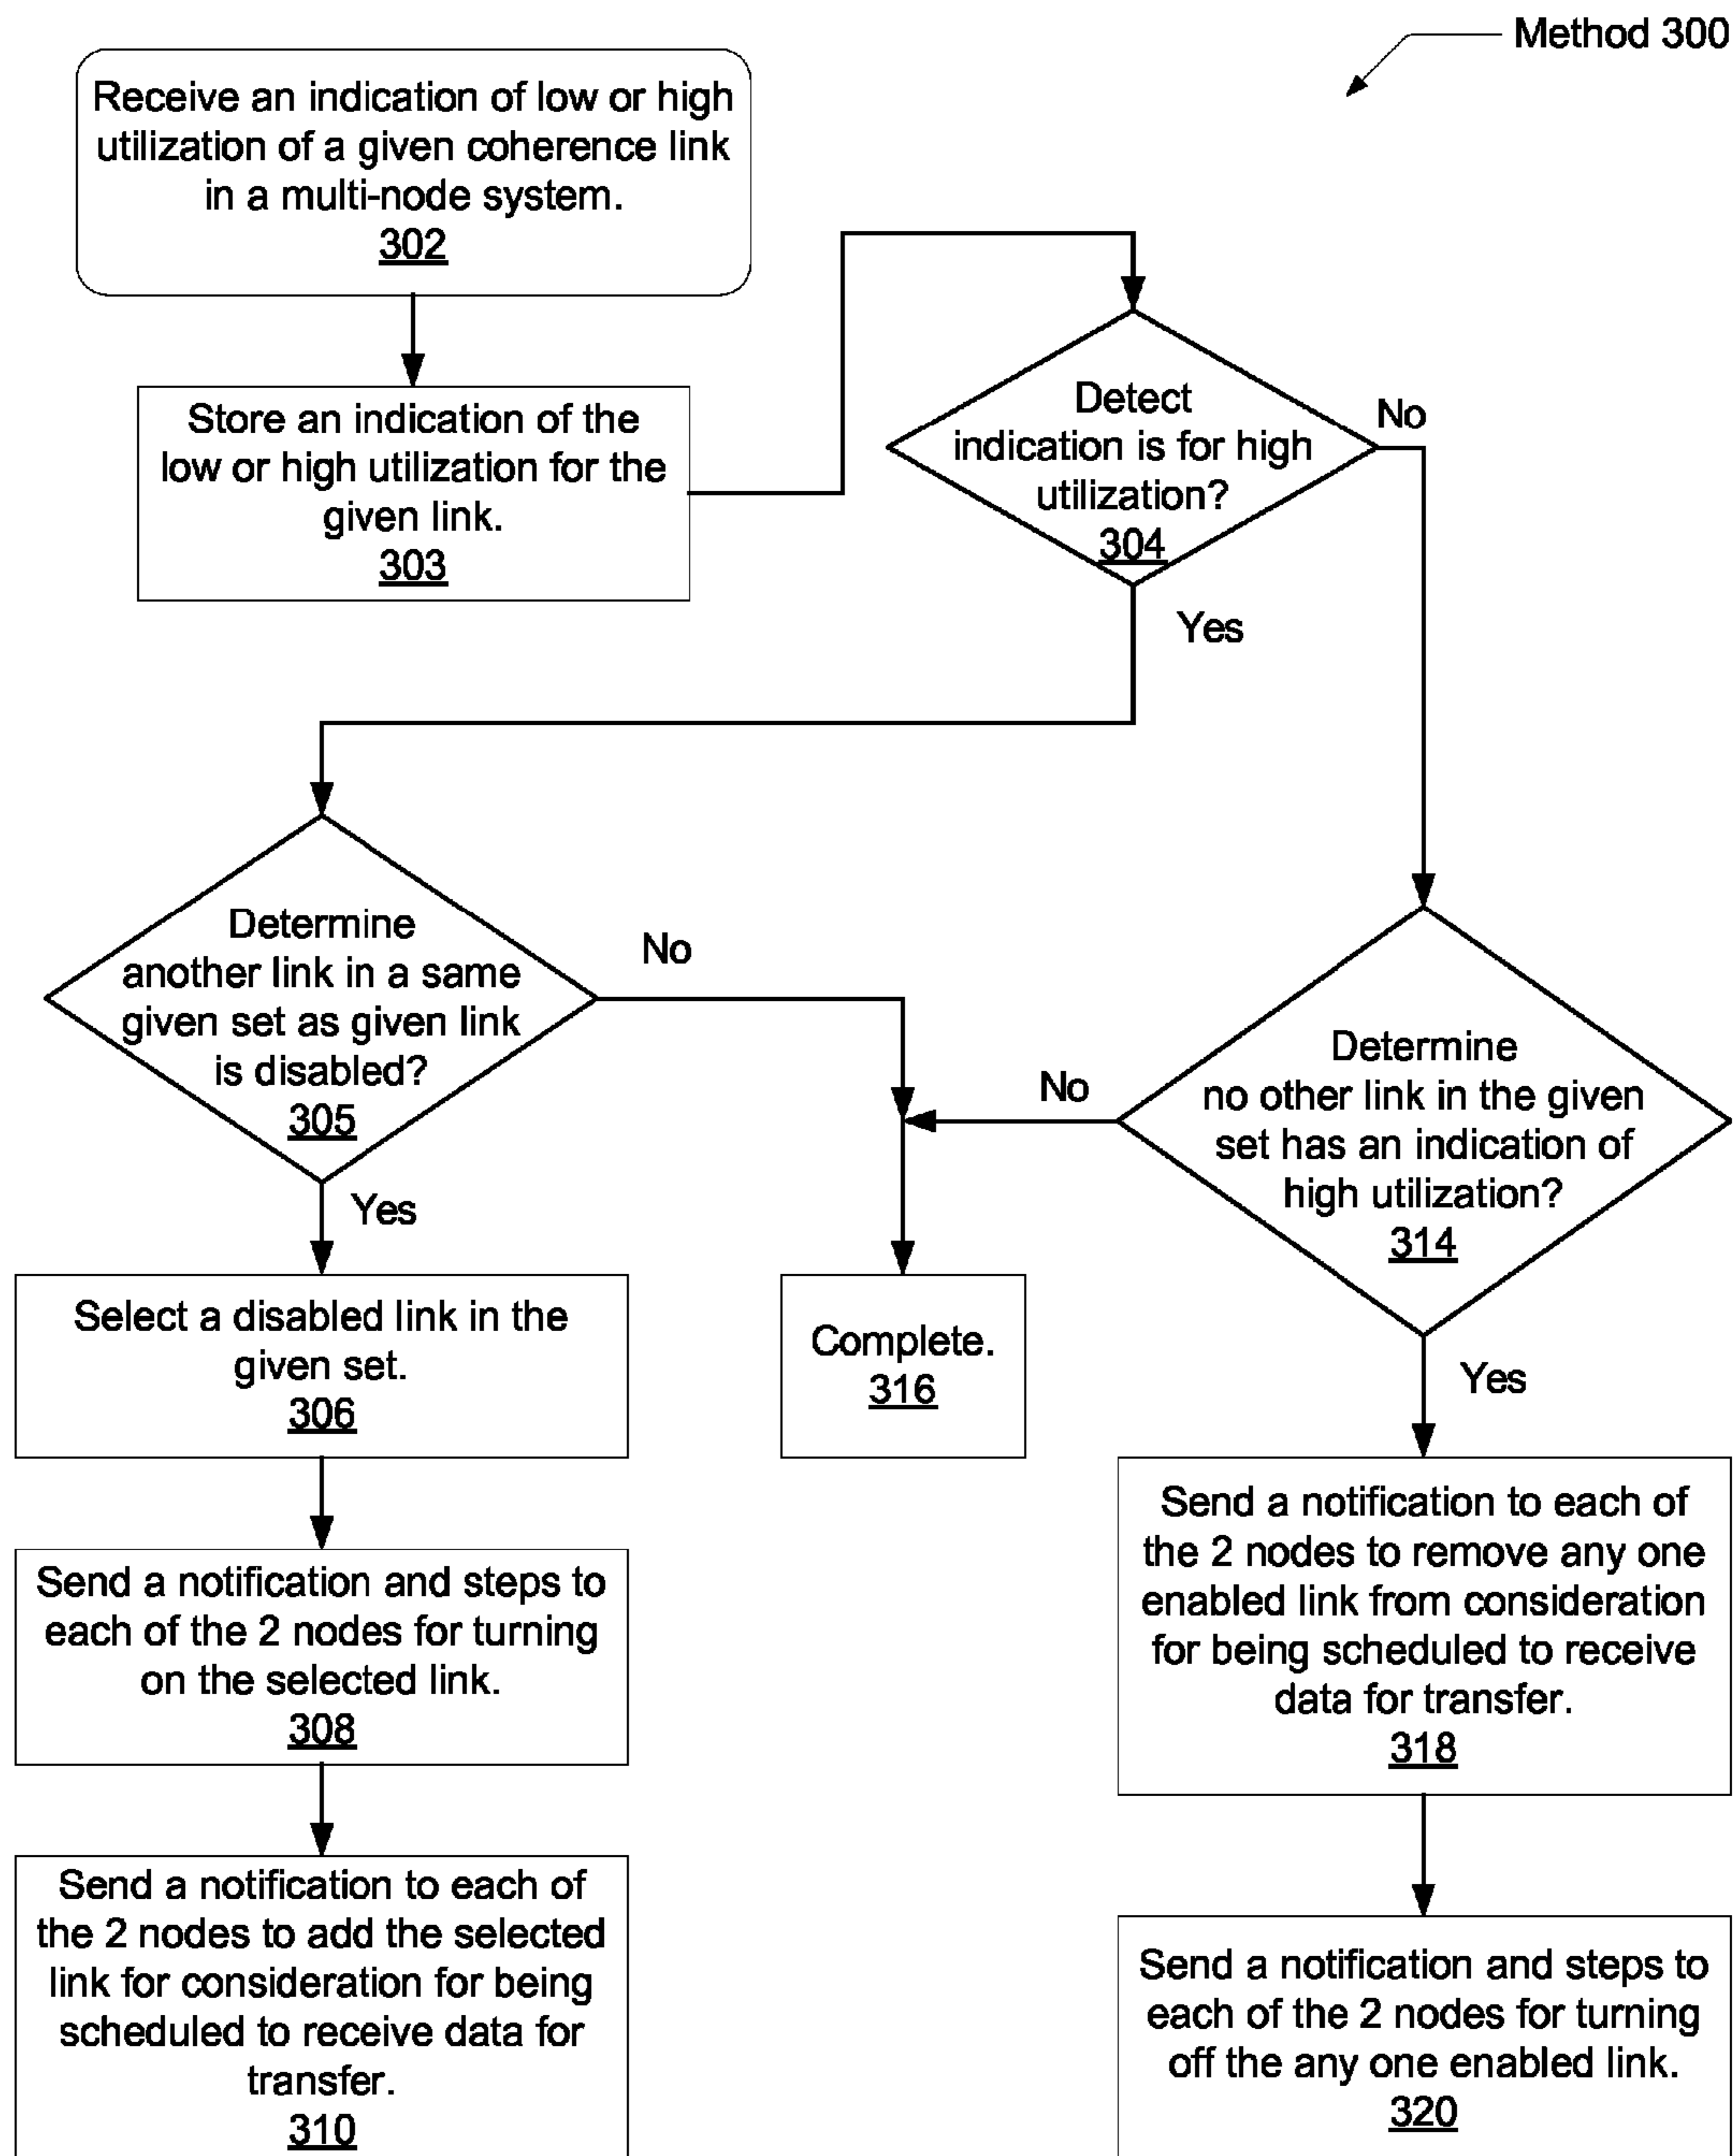 Method 300
Receive an indication of low or high
utilization of a given coherence link
in a multi-node system.
302
Store an indication of the
low or high utilization for the
given link.
303
Detect
indication is for high
utilization?
304
No
Yes
Determine
another link in a same
given set as given link
is disabled?
305
No
Yes
Determine
no other link in the given
set has an indication of
high utilization?
314
No
Yes
Select a disabled link in the
given set.
306
Complete.
316
Send a notification and steps to
each of the 2 nodes for turning
on the selected link.
308
Send a notification to each of
the 2 nodes to remove any one
enabled link from consideration
for being scheduled to receive
data for transfer.
318
Send a notification to each of
the 2 nodes to add the selected
link for consideration for being
scheduled to receive data for
transfer.
310
Send a notification and steps to
each of the 2 nodes for turning
off the any one enabled link.
320